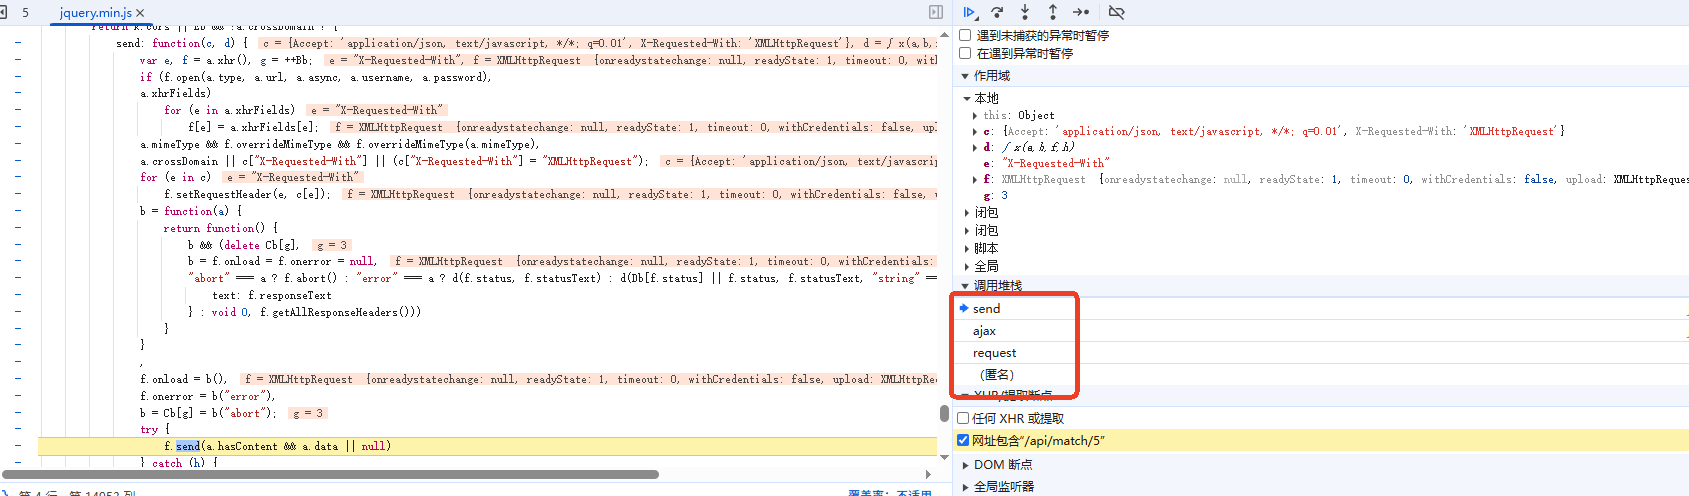 5 jquery.min.js ×
return k.cors || Eb && !a.crossDomain ? {
send: function(c, d) { c = {Accept: 'application/json, text/javascript, */*; q=0.01', X-Requested-With: 'XMLHttpRequest'}, d = ƒ x(a,b,
var e, f = a.xhr(), g = ++Bb; e = "X-Requested-With", f = XMLHttpRequest {onreadystatechange: null, readyState: 1, timeout: 0, wit
if (f.open(a.type, a.url, a.async, a.username, a.password),
a.xhrFields)
for (e in a.xhrFields) e = "X-Requested-With"
f[e] = a.xhrFields[e]; f = XMLHttpRequest {onreadystatechange: null, readyState: 1, timeout: 0, withCredentials: false, upl
a.mimeType && f.overrideMimeType && f.overrideMimeType(a.mimeType),
a.crossDomain || c["X-Requested-With"] || (c["X-Requested-With"] = "XMLHttpRequest"); c = {Accept: 'application/json, text/javascrip
for (e in c) e = "X-Requested-With"
f.setRequestHeader(e, c[e]); f = XMLHttpRequest {onreadystatechange: null, readyState: 1, timeout: 0, withCredentials: false, u
b = function(a) {
return function() {
b && (delete Cb[g], g = 3
b = f.onload = f.onerror = null, f = XMLHttpRequest {onreadystatechange: null, readyState: 1, timeout: 0, withCredentials:
"abort" === a ? f.abort() : "error" === a ? d(f.status, f.statusText) : d(Db[f.status] || f.status, f.statusText, "string" ==
text: f.responseText
} : void 0, f.getAllResponseHeaders()))
}
}
,
f.onload = b(), f = XMLHttpRequest {onreadystatechange: null, readyState: 1, timeout: 0, withCredentials: false, upload: XMLHttpReq
f.onerror = b("error"),
b = Cb[g] = b("abort"); g = 3
try {
f.send(a.hasContent && a.data || null)
} catch (h) {
{} 第 4 行，第 14053 列
覆盖率：不适用
遇到未捕获的异常时暂停
在遇到异常时暂停
作用域
本地
this: Object
c: {Accept: 'application/json, text/javascript, */*; q=0.01', X-Requested-With: 'XMLHttpRequest'}
d: ƒ x(a,b,f,h)
e: "X-Requested-With"
f: XMLHttpRequest {onreadystatechange: null, readyState: 1, timeout: 0, withCredentials: false, upload: XMLHttpReques
g: 3
闭包
闭包
脚本
全局
调用堆栈
send
ajax
request
（匿名）
XHR/提取断点
任何 XHR 或提取
网址包含"/api/match/5"
DOM 断点
全局监听器